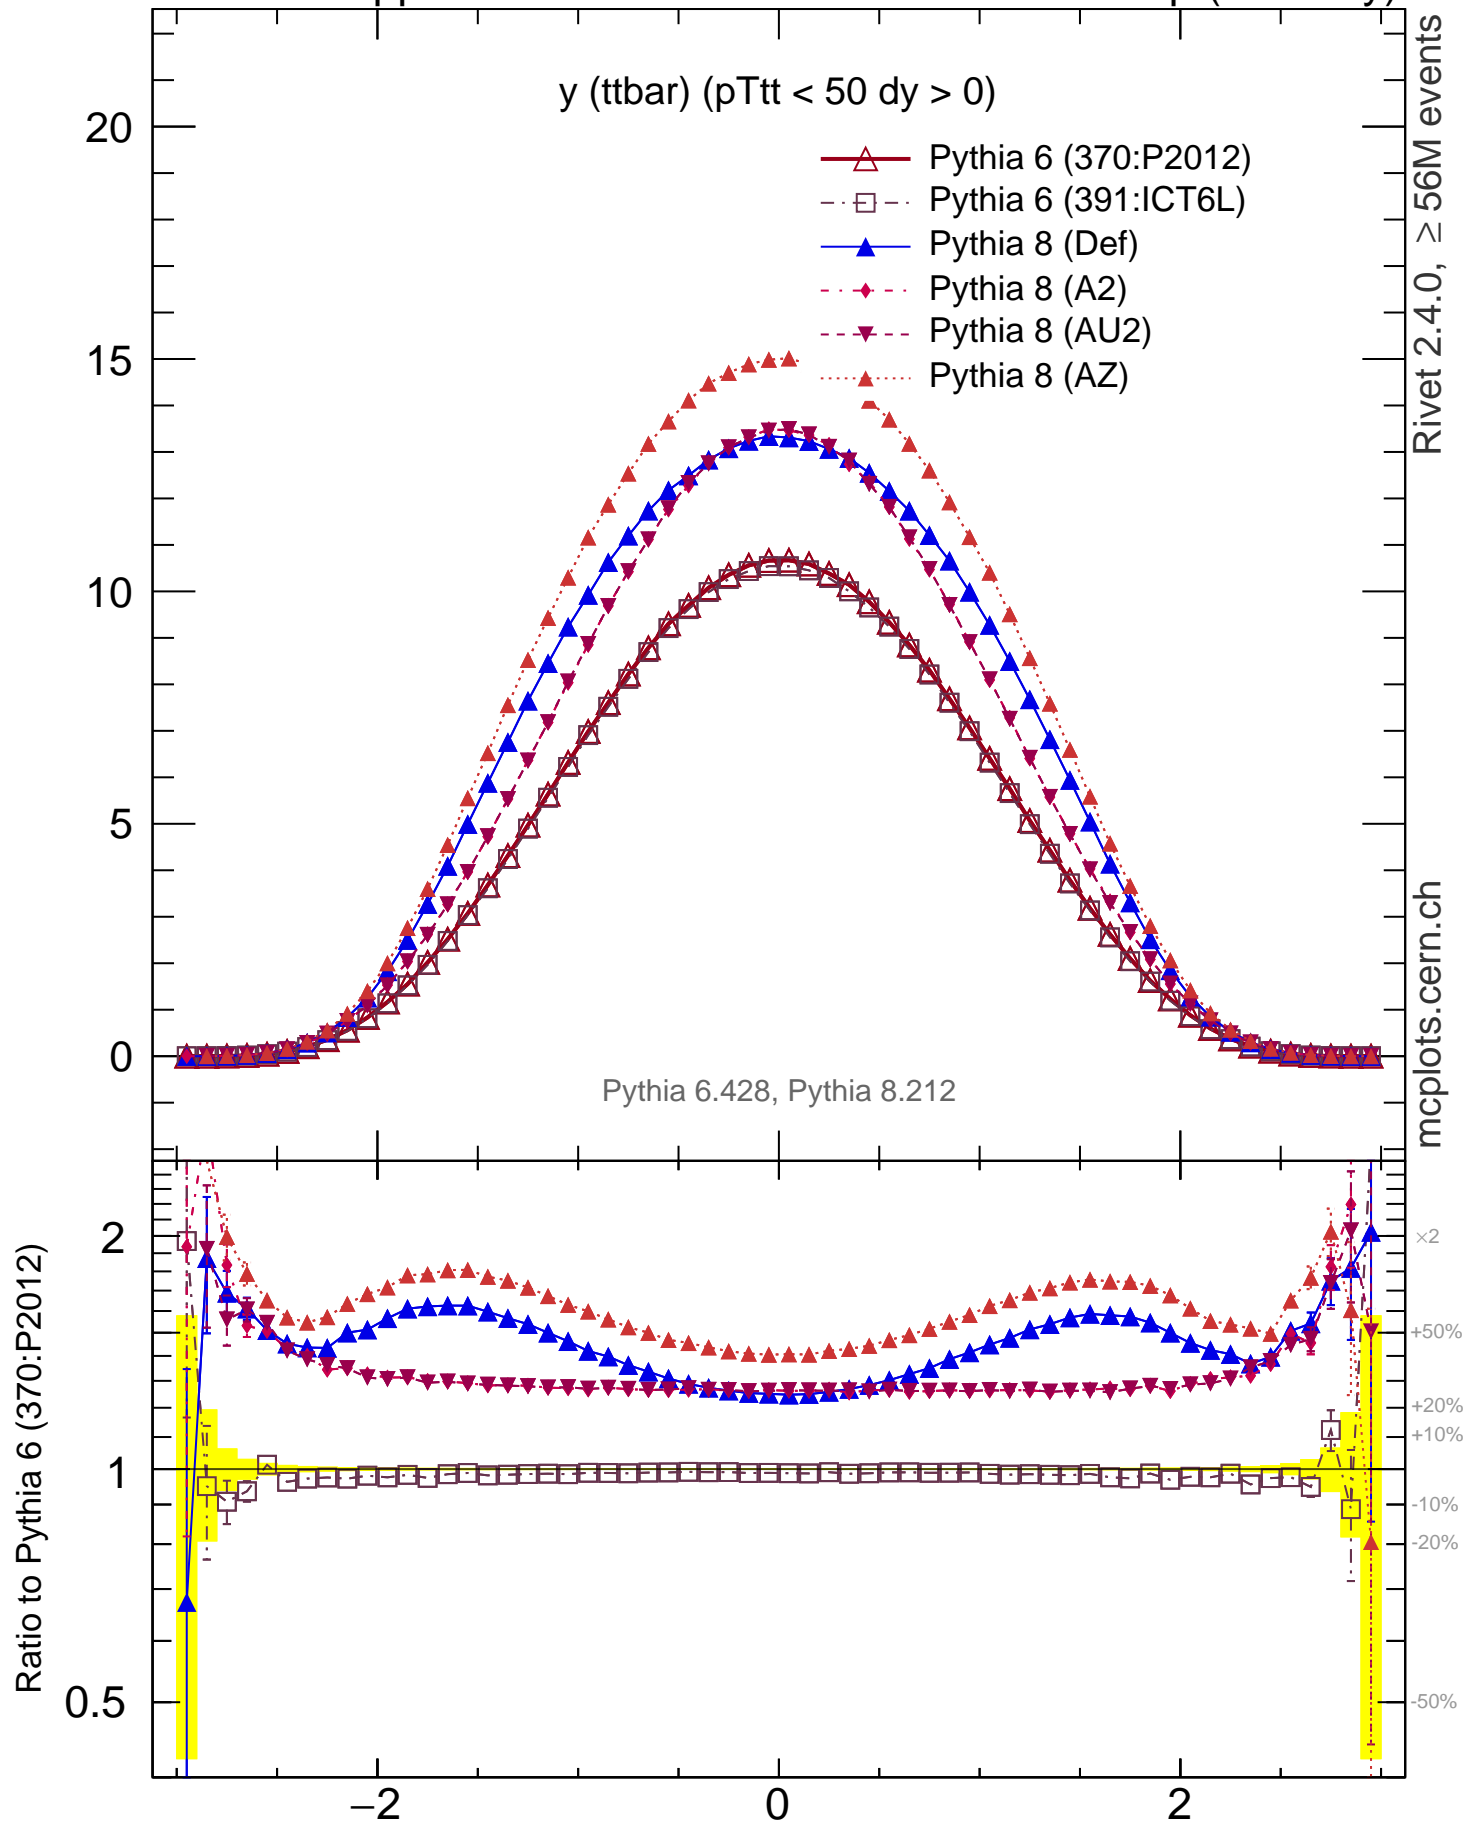 y (ttbar) (pTtt < 50 dy > 0)
Pythia 6 (370:P2012)
Pythia 6 (391:ICT6L)
Pythia 8 (Def)
Pythia 8 (A2)
Pythia 8 (AU2)
Pythia 8 (AZ)
20
15
10
5
0
Pythia 6.428, Pythia 8.212
Rivet 2.4.0, ≥ 56M events
mcplots.cern.ch
Ratio to Pythia 6 (370:P2012)
2
1
0.5
×2
+50%
+20%
+10%
-10%
-20%
-50%
−2
0
2